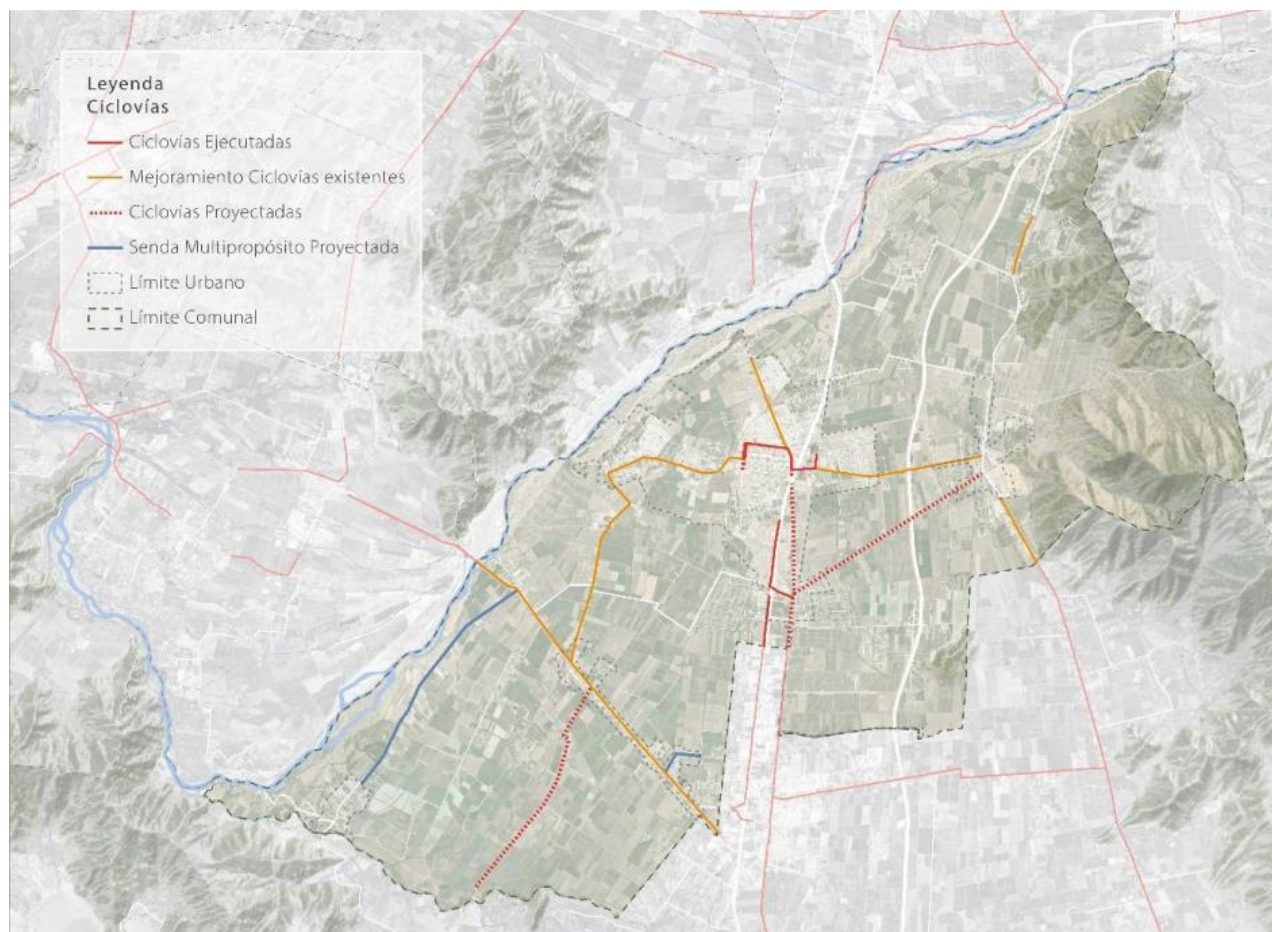 Leyenda
Ciclovías
Ciclovías Ejecutadas
Mejoramiento Ciclovías existentes
Ciclovías Proyectadas
Senda Multipropósito Proyectada
Límite Urbano
Límite Comunal